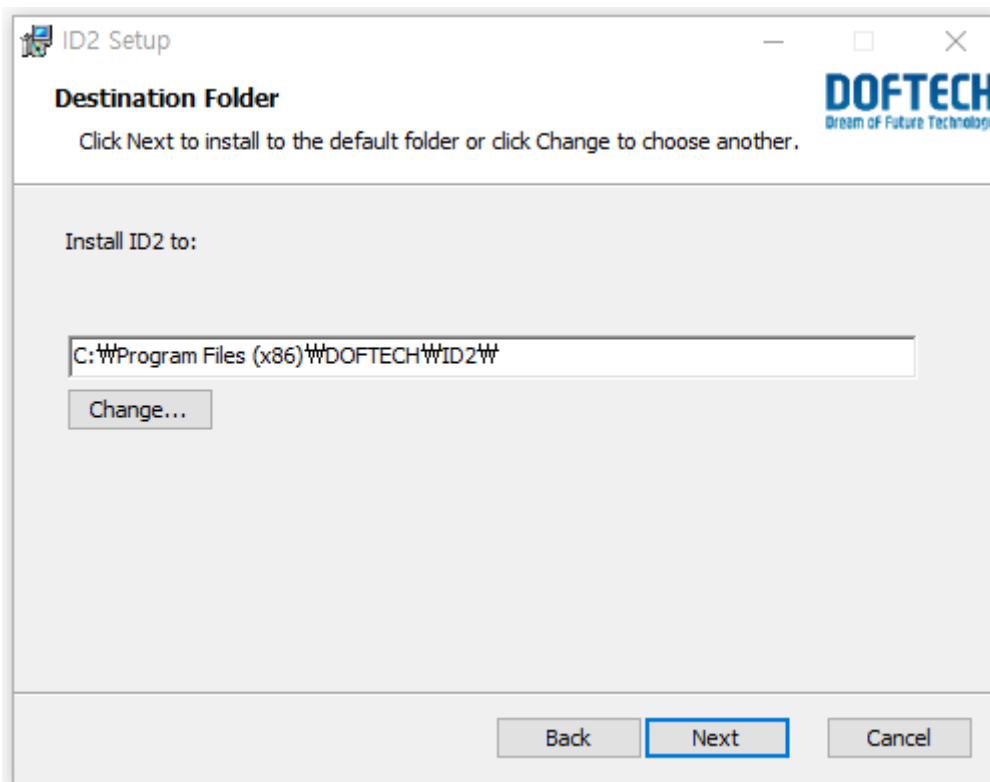 ID2 Setup
Destination Folder
DOFTECH
Dream of Future Technology
Click Next to install to the default folder or click Change to choose another.
Install ID2 to:
C:₩Program Files (x86)₩DOFTECH₩ID2₩
Change...
Back
Next
Cancel